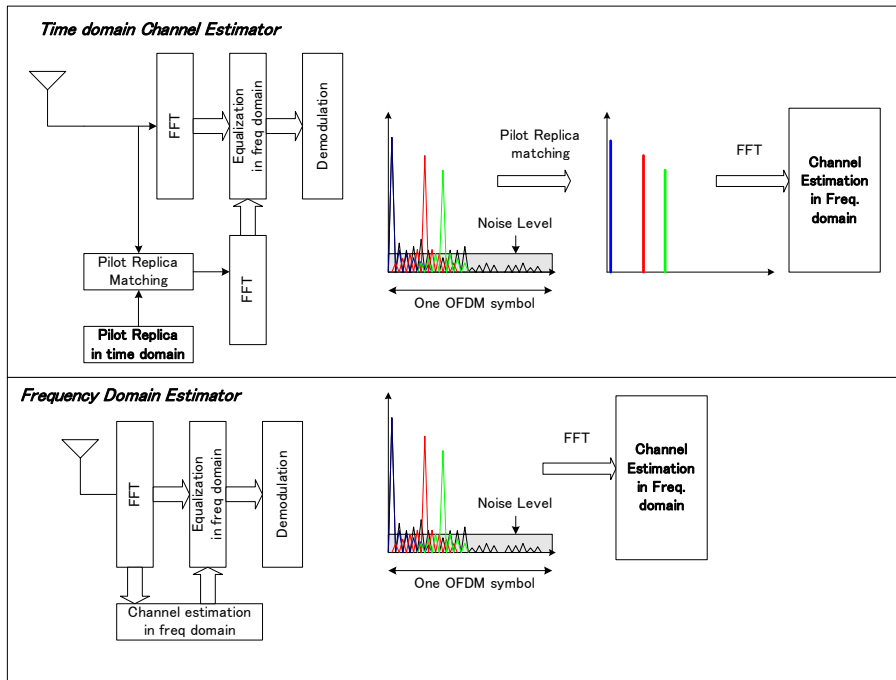 Time domain Channel Estimator
FFT
Equalization
in freq domain
Demodulation
Pilot Replica
Matching
FFT
Pilot Replica
in time domain
Pilot Replica
matching
Noise Level
One OFDM symbol
FFT
Channel
Estimation
in Freq.
domain
Frequency Domain Estimator
FFT
Equalization
in freq domain
Demodulation
Channel estimation
in freq domain
Noise Level
One OFDM symbol
FFT
Channel
Estimation
in Freq.
domain